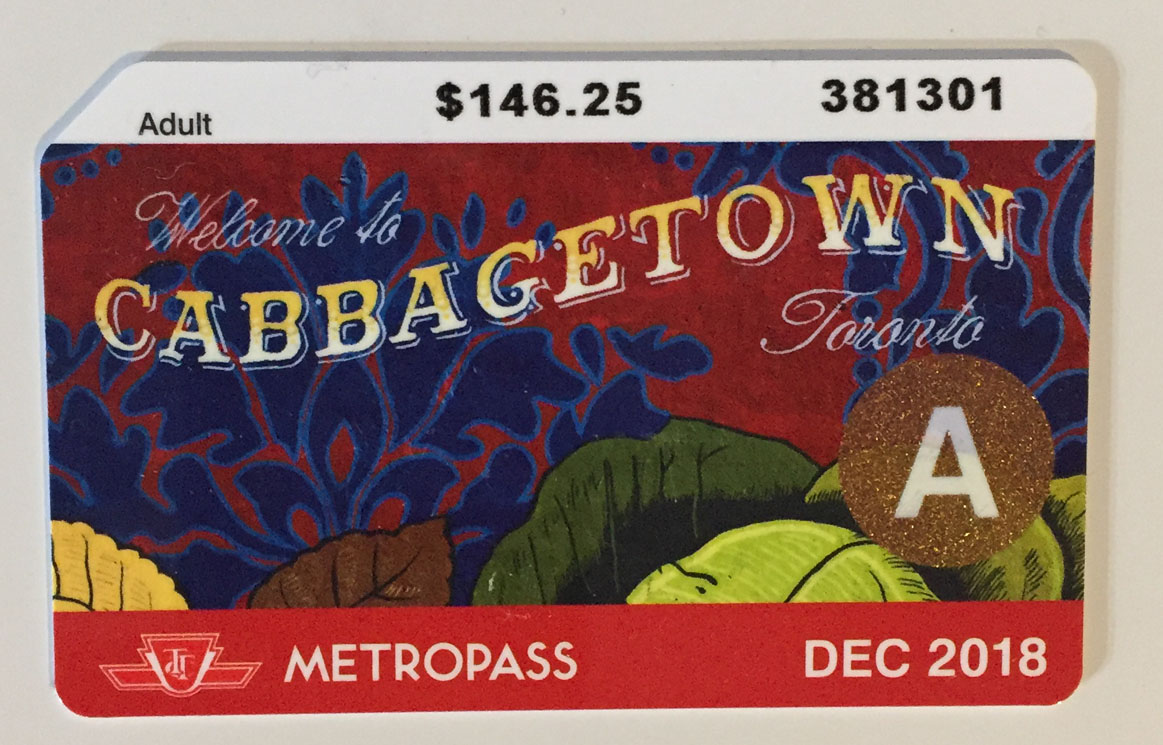 Adult $146.25 381301
Welcome to
CABBAGETOWN
Toronto
A
METROPASS DEC 2018